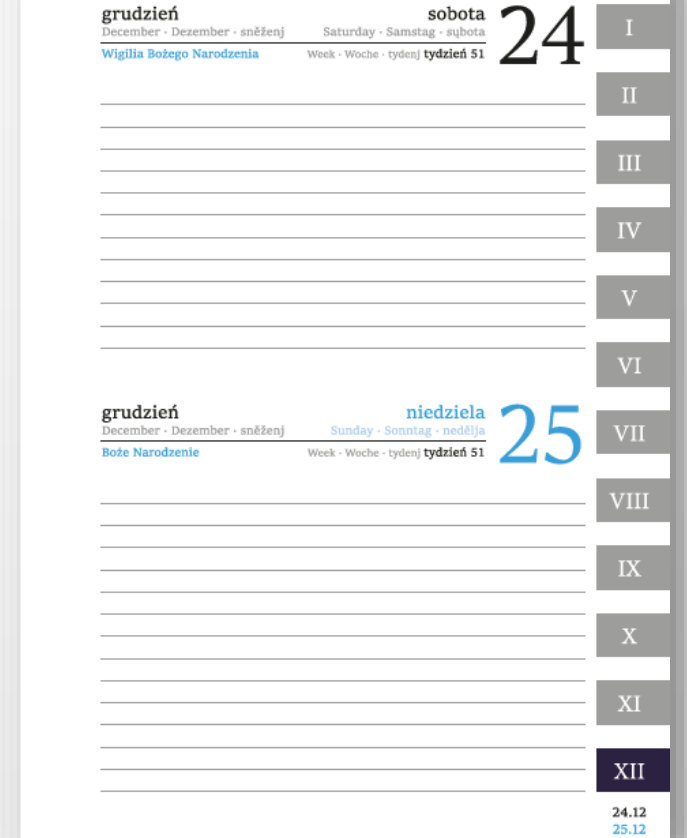 grudzień sobota 24
December · Dezember · sněženj Saturday · Samstag · sųbota
Wigilia Bożego Narodzenia Week · Woche · tydenj tydzień 51
grudzień niedziela 25
December · Dezember · sněženj Sunday · Sonntag · nedělja
Boże Narodzenie Week · Woche · tydenj tydzień 51
I
II
III
IV
V
VI
VII
VIII
IX
X
XI
XII
24.12
25.12